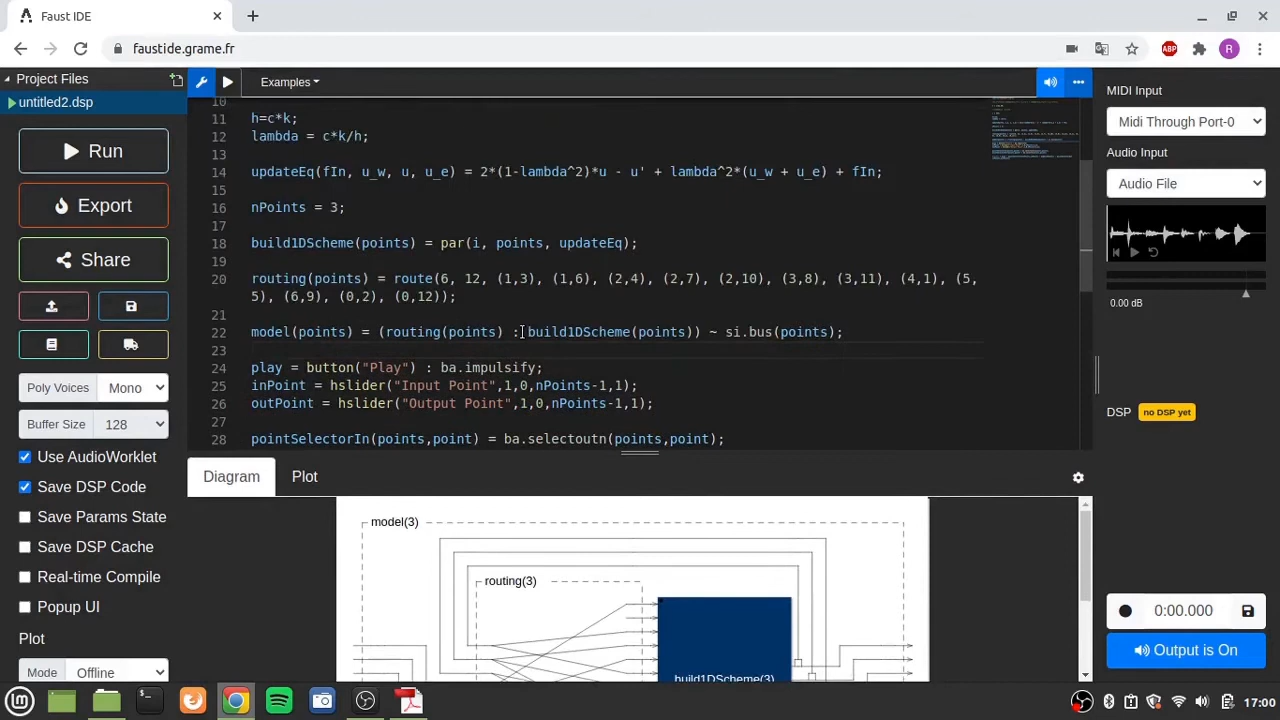 Faust IDE
faustide.grame.fr
ABP
R
Project Files
untitled2.dsp
Run
Export
Share
Poly Voices
Mono
Buffer Size
128
Use AudioWorklet
Save DSP Code
Save Params State
Save DSP Cache
Real-time Compile
Popup UI
Plot
Mode
Offline
Examples
10
11 h=c*k;
12 lambda = c*k/h;
13
14 updateEq(fIn, u_w, u, u_e) = 2*(1-lambda^2)*u - u' + lambda^2*(u_w + u_e) + fIn;
15
16 nPoints = 3;
17
18 build1DScheme(points) = par(i, points, updateEq);
19
20 routing(points) = route(6, 12, (1,3), (1,6), (2,4), (2,7), (2,10), (3,8), (3,11), (4,1), (5,
5), (6,9), (0,2), (0,12));
21
22 model(points) = (routing(points) : build1DScheme(points)) ~ si.bus(points);
23
24 play = button("Play") : ba.impulsify;
25 inPoint = hslider("Input Point",1,0,nPoints-1,1);
26 outPoint = hslider("Output Point",1,0,nPoints-1,1);
27
28 pointSelectorIn(points,point) = ba.selectoutn(points,point);
Diagram
Plot
model(3)
routing(3)
build1DScheme(3)
MIDI Input
Midi Through Port-0
Audio Input
Audio File
0.00 dB
DSP
no DSP yet
0:00.000
Output is On
17:00